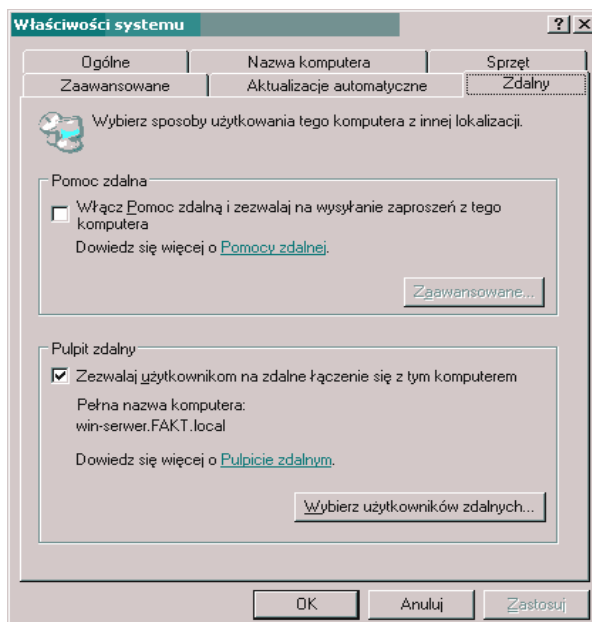 Właściwości systemu
Ogólne
Nazwa komputera
Sprzęt
Zaawansowane
Aktualizacje automatyczne
Zdalny
Wybierz sposoby użytkowania tego komputera z innej lokalizacji.
Pomoc zdalna
Włącz Pomoc zdalną i zezwalaj na wysyłanie zaproszeń z tego
komputera
Dowiedz się więcej o Pomocy zdalnej.
Zaawansowane...
Pulpit zdalny
Zezwalaj użytkownikom na zdalne łączenie się z tym komputerem
Pełna nazwa komputera:
win-serwer.FAKT.local
Dowiedz się więcej o Pulpicie zdalnym.
Wybierz użytkowników zdalnych...
OK
Anuluj
Zastosuj